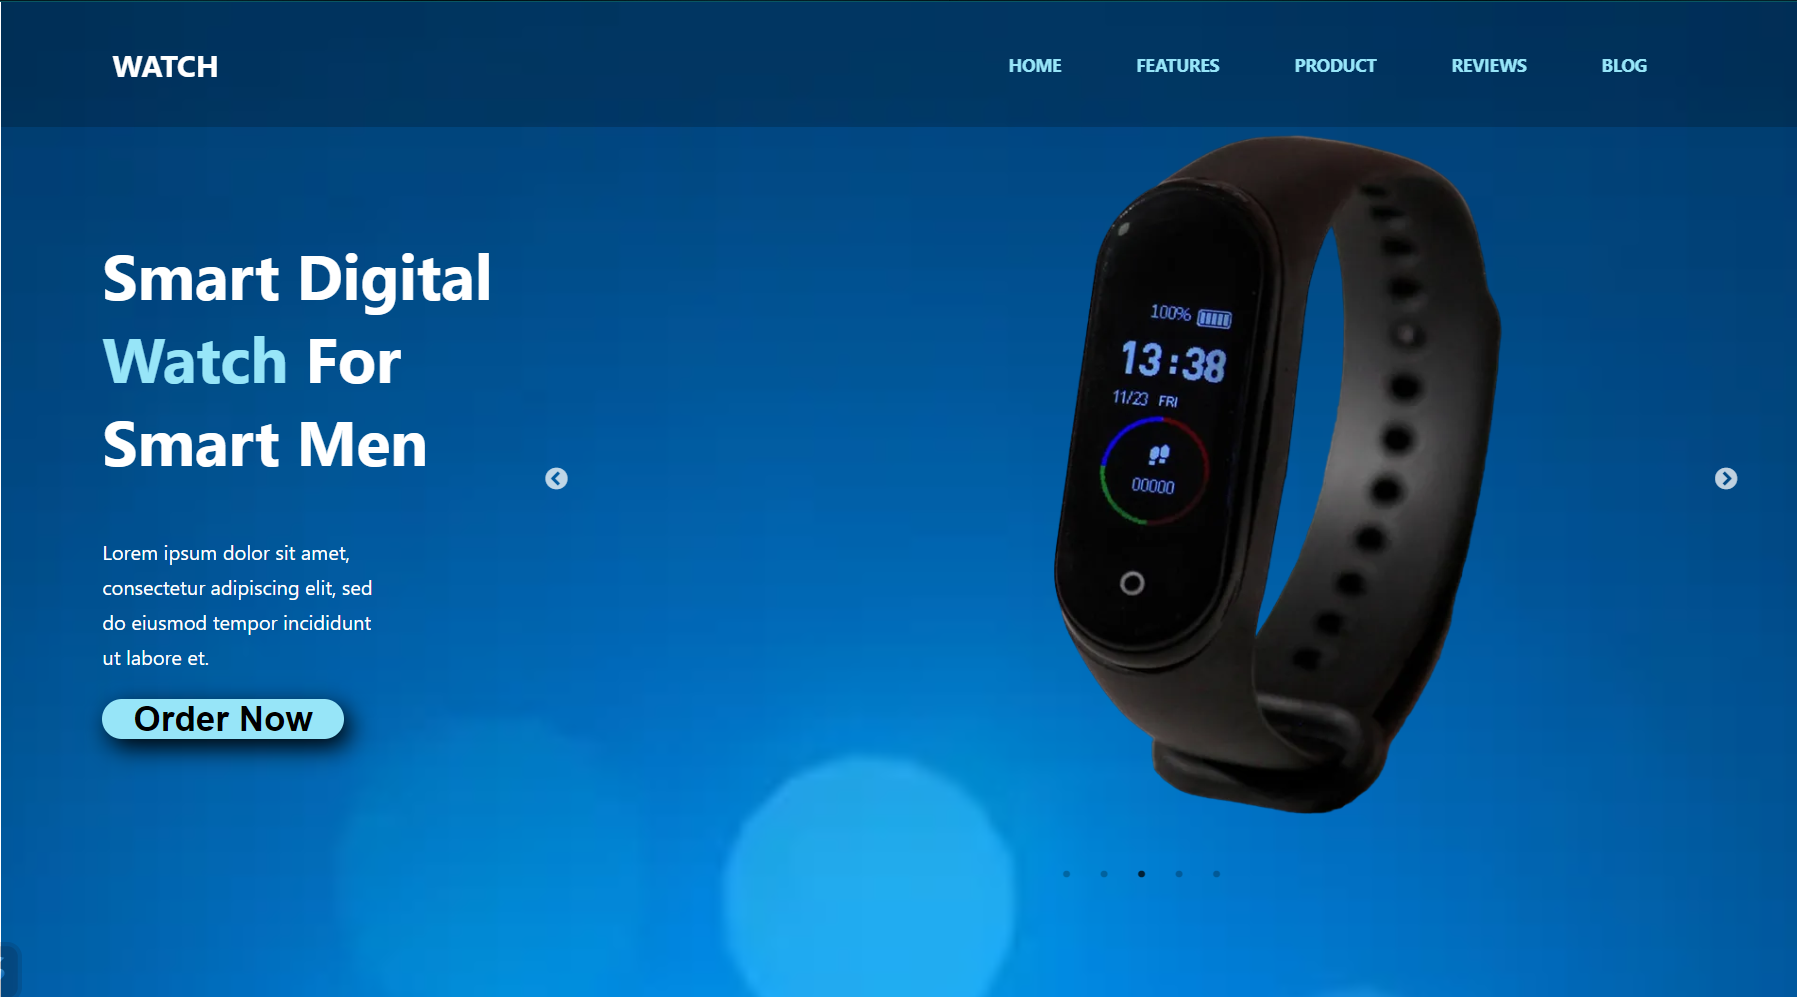 WATCH
HOME FEATURES PRODUCT REVIEWS BLOG
Smart Digital
Watch For
Smart Men
Lorem ipsum dolor sit amet,
consectetur adipiscing elit, sed
do eiusmod tempor incididunt
ut labore et.
Order Now
100%
13:38
11/23 FRI
00000